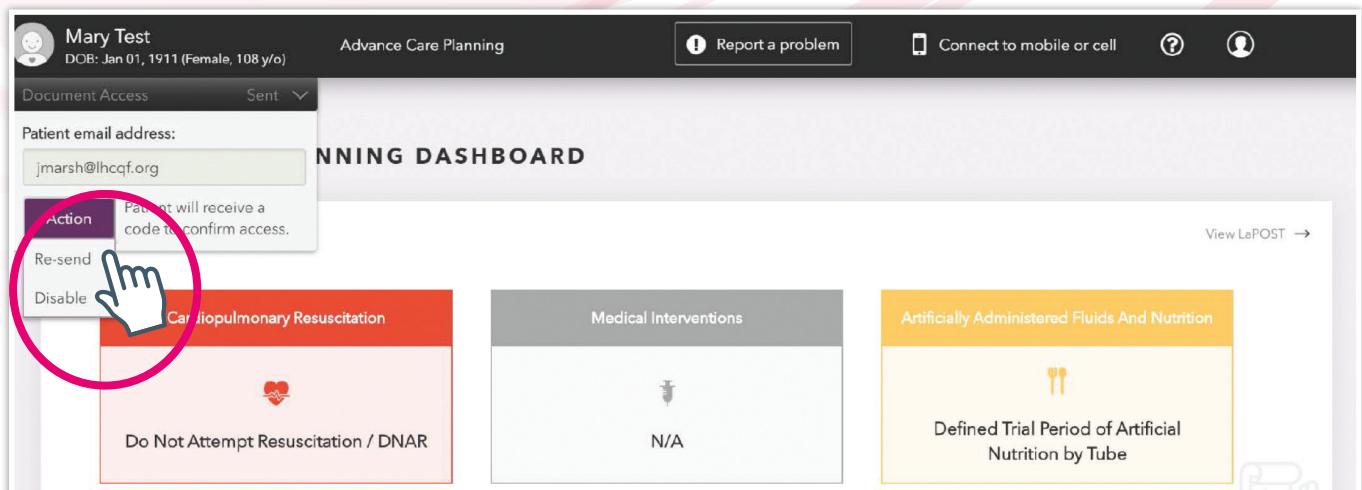 Mary Test
DOB: Jan 01, 1911 (Female, 108 y/o)
Advance Care Planning
Report a problem
Connect to mobile or cell
Document Access
Sent
Patient email address:
jmarsh@lhcqf.org
NNING DASHBOARD
Action
Patient will receive a
code to confirm access.
Re-send
Disable
View LaPOST →
Cardiopulmonary Resuscitation
Medical Interventions
Artificially Administered Fluids And Nutrition
Do Not Attempt Resuscitation / DNAR
N/A
Defined Trial Period of Artificial
Nutrition by Tube